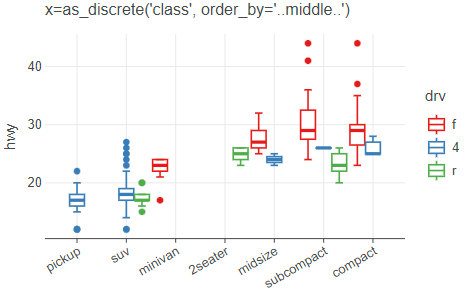 x=as_discrete('class', order_by='..middle..')
hwy
40
30
20
pickup
suv
minivan
2seater
midsize
subcompact
compact
drv
f
4
r